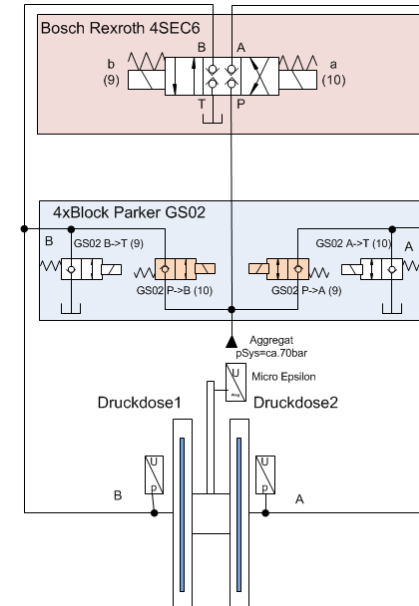 Bosch Rexroth 4SEC6
B A
b
(9)
a
(10)
T P
4xBlock Parker GS02
B
GS02 B->T (9)
GS02 A->T (10)
A
GS02 P->B (10)
GS02 P->A (9)
Aggregat
pSys=ca.70bar
U
Micro Epsilon
Druckdose1
Druckdose2
U
p
U
p
B
A